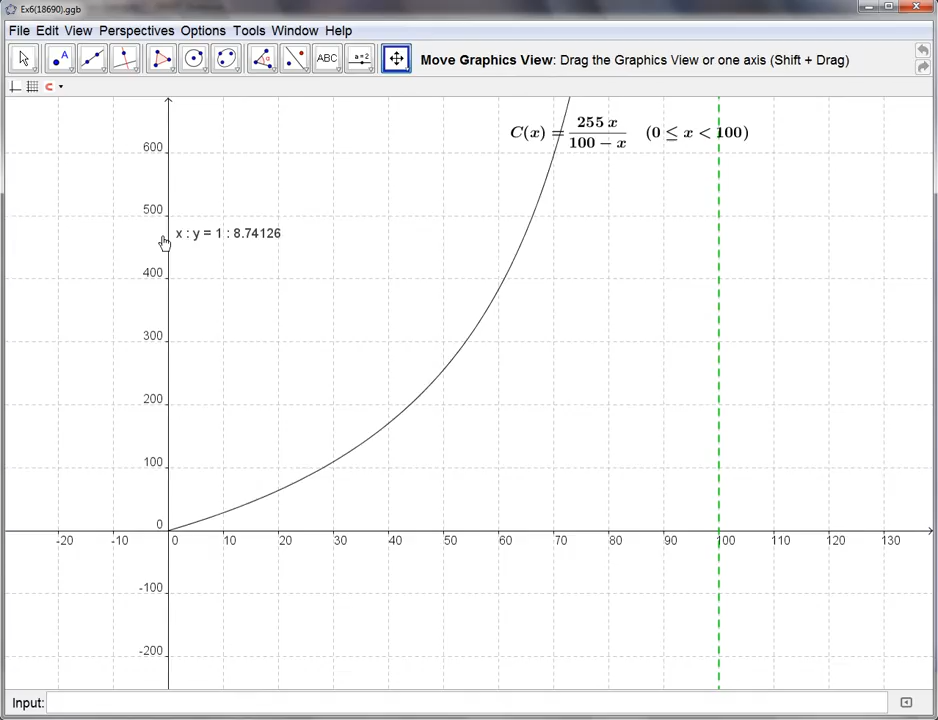 Ex6(18690).ggb
File Edit View Perspectives Options Tools Window Help
ABC a=2 Move Graphics View: Drag the Graphics View or one axis (Shift + Drag)
C(x) = 255 x / 100 − x (0 ≤ x < 100)
600
500
x : y = 1 : 8.74126
400
300
200
100
0
-20 -10 0 10 20 30 40 50 60 70 80 90 100 110 120 130
-100
-200
Input: